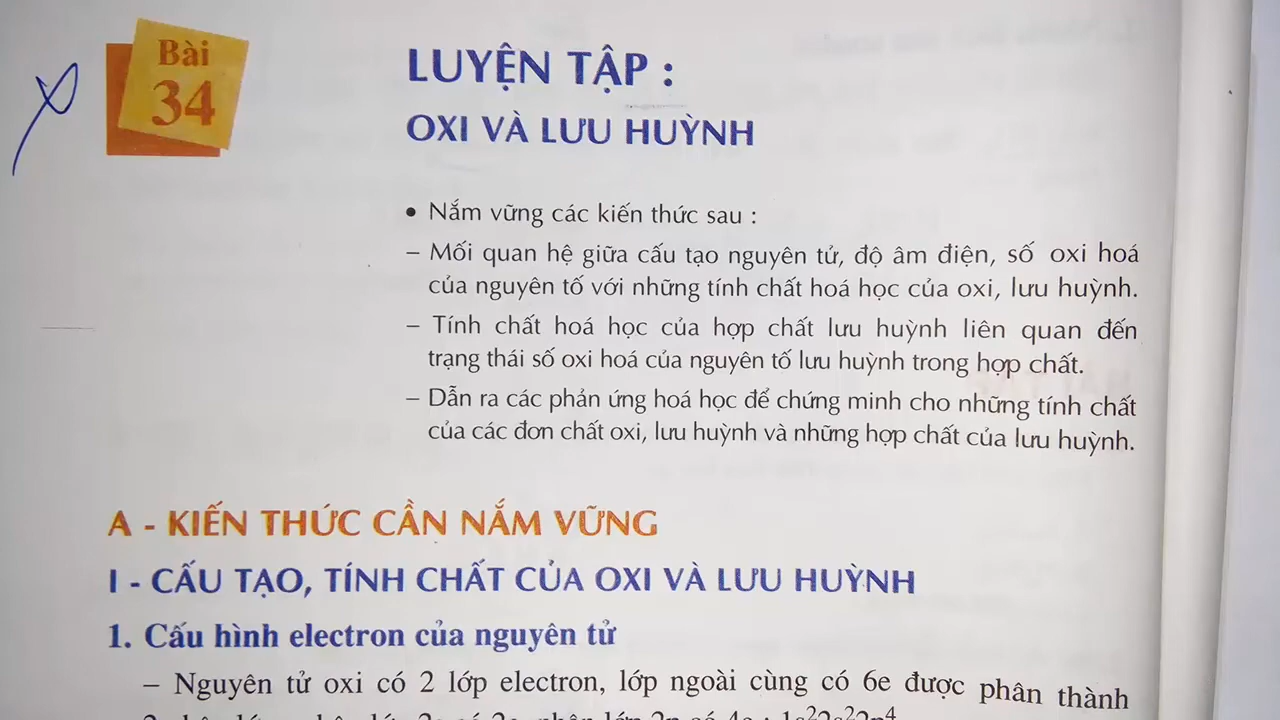 Bài
34
LUYỆN TẬP :
OXI VÀ LƯU HUỲNH
• Nắm vững các kiến thức sau :
– Mối quan hệ giữa cấu tạo nguyên tử, độ âm điện, số oxi hoá
của nguyên tố với những tính chất hoá học của oxi, lưu huỳnh.
– Tính chất hoá học của hợp chất lưu huỳnh liên quan đến
trạng thái số oxi hoá của nguyên tố lưu huỳnh trong hợp chất.
– Dẫn ra các phản ứng hoá học để chứng minh cho những tính chất
của các đơn chất oxi, lưu huỳnh và những hợp chất của lưu huỳnh.
A - KIẾN THỨC CẦN NẮM VỮNG
I - CẤU TẠO, TÍNH CHẤT CỦA OXI VÀ LƯU HUỲNH
1. Cấu hình electron của nguyên tử
– Nguyên tử oxi có 2 lớp electron, lớp ngoài cùng có 6e được phân thành